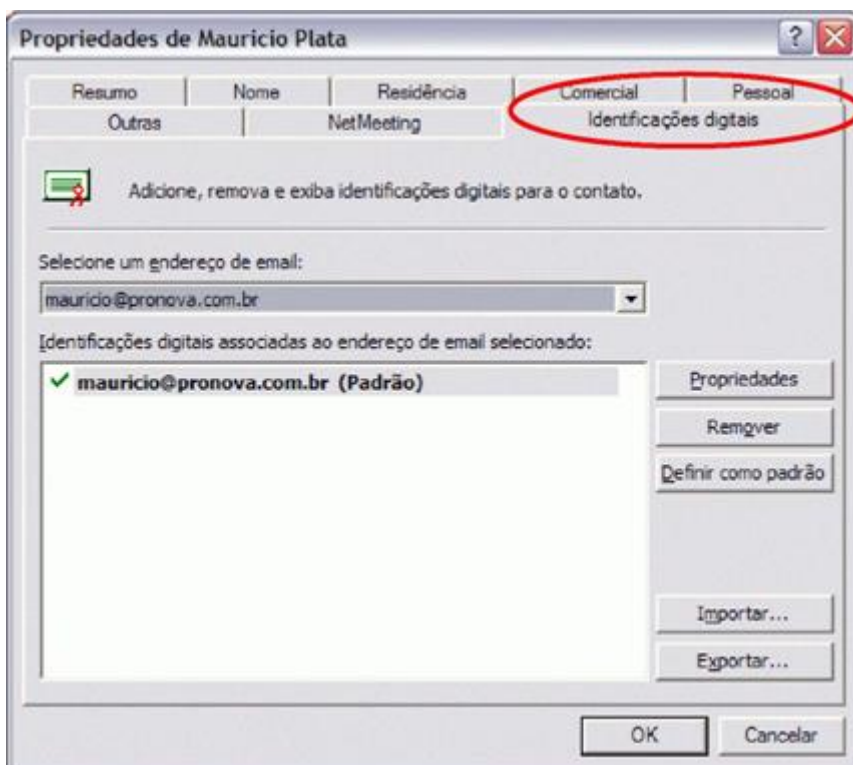 Propriedades de Mauricio Plata
Resumo Nome Residência Comercial Pessoal
Outras NetMeeting Identificações digitais
Adicione, remova e exiba identificações digitais para o contato.
Selecione um endereço de email:
mauricio@pronova.com.br
Identificações digitais associadas ao endereço de email selecionado:
mauricio@pronova.com.br (Padrão)
Propriedades
Remover
Definir como padrão
Importar...
Exportar...
OK Cancelar